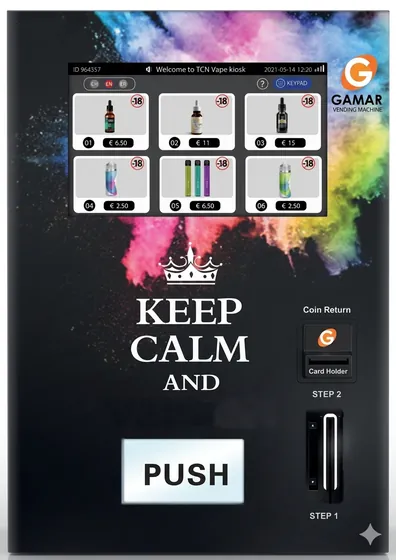 ID 964357
Welcome to TCN Vape kiosk
2021-05-14 12:20
EN
?
KEYPAD
GAMAR
VENDING MACHINE
-18
-18
-18
01 € 6.50
02 € 11
03 € 15
-18
-18
-18
04 € 2.50
05 € 6.50
06 € 2.50
KEEP
CALM
AND
Coin Return
G
Card Holder
STEP 2
PUSH
STEP 1